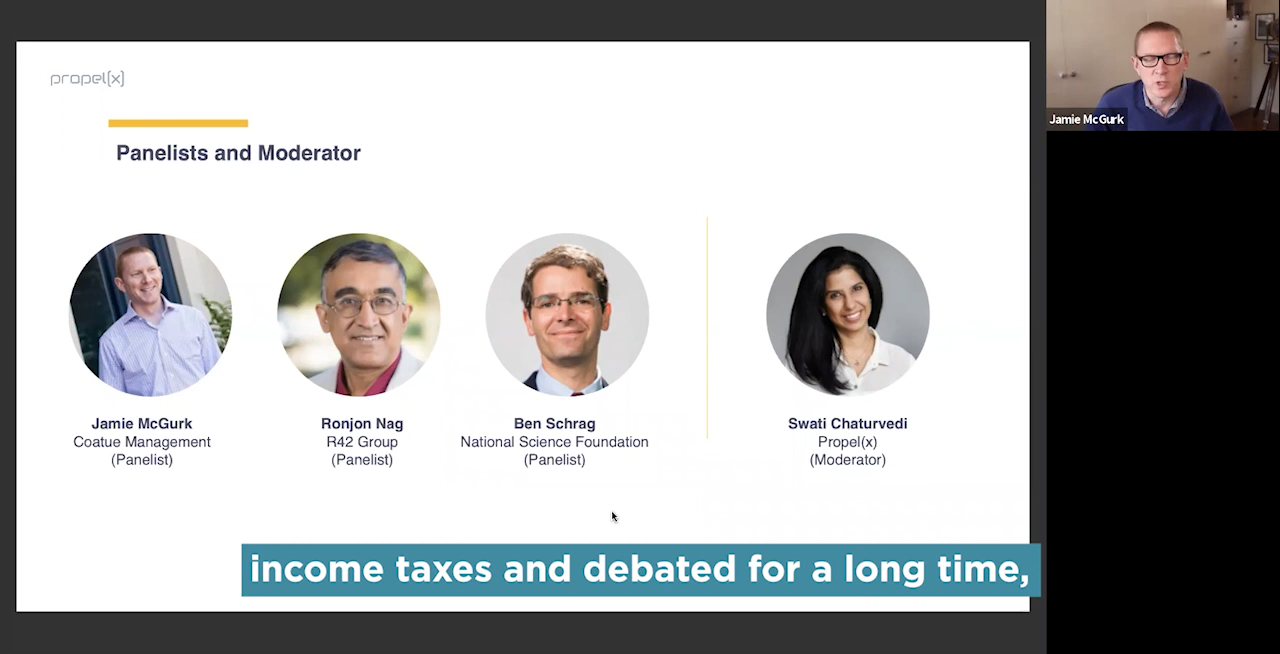 propel(x)
Jamie McGurk
Panelists and Moderator
Jamie McGurk
Coatue Management
(Panelist)
Ronjon Nag
R42 Group
(Panelist)
Ben Schrag
National Science Foundation
(Panelist)
Swati Chaturvedi
Propel(x)
(Moderator)
income taxes and debated for a long time,